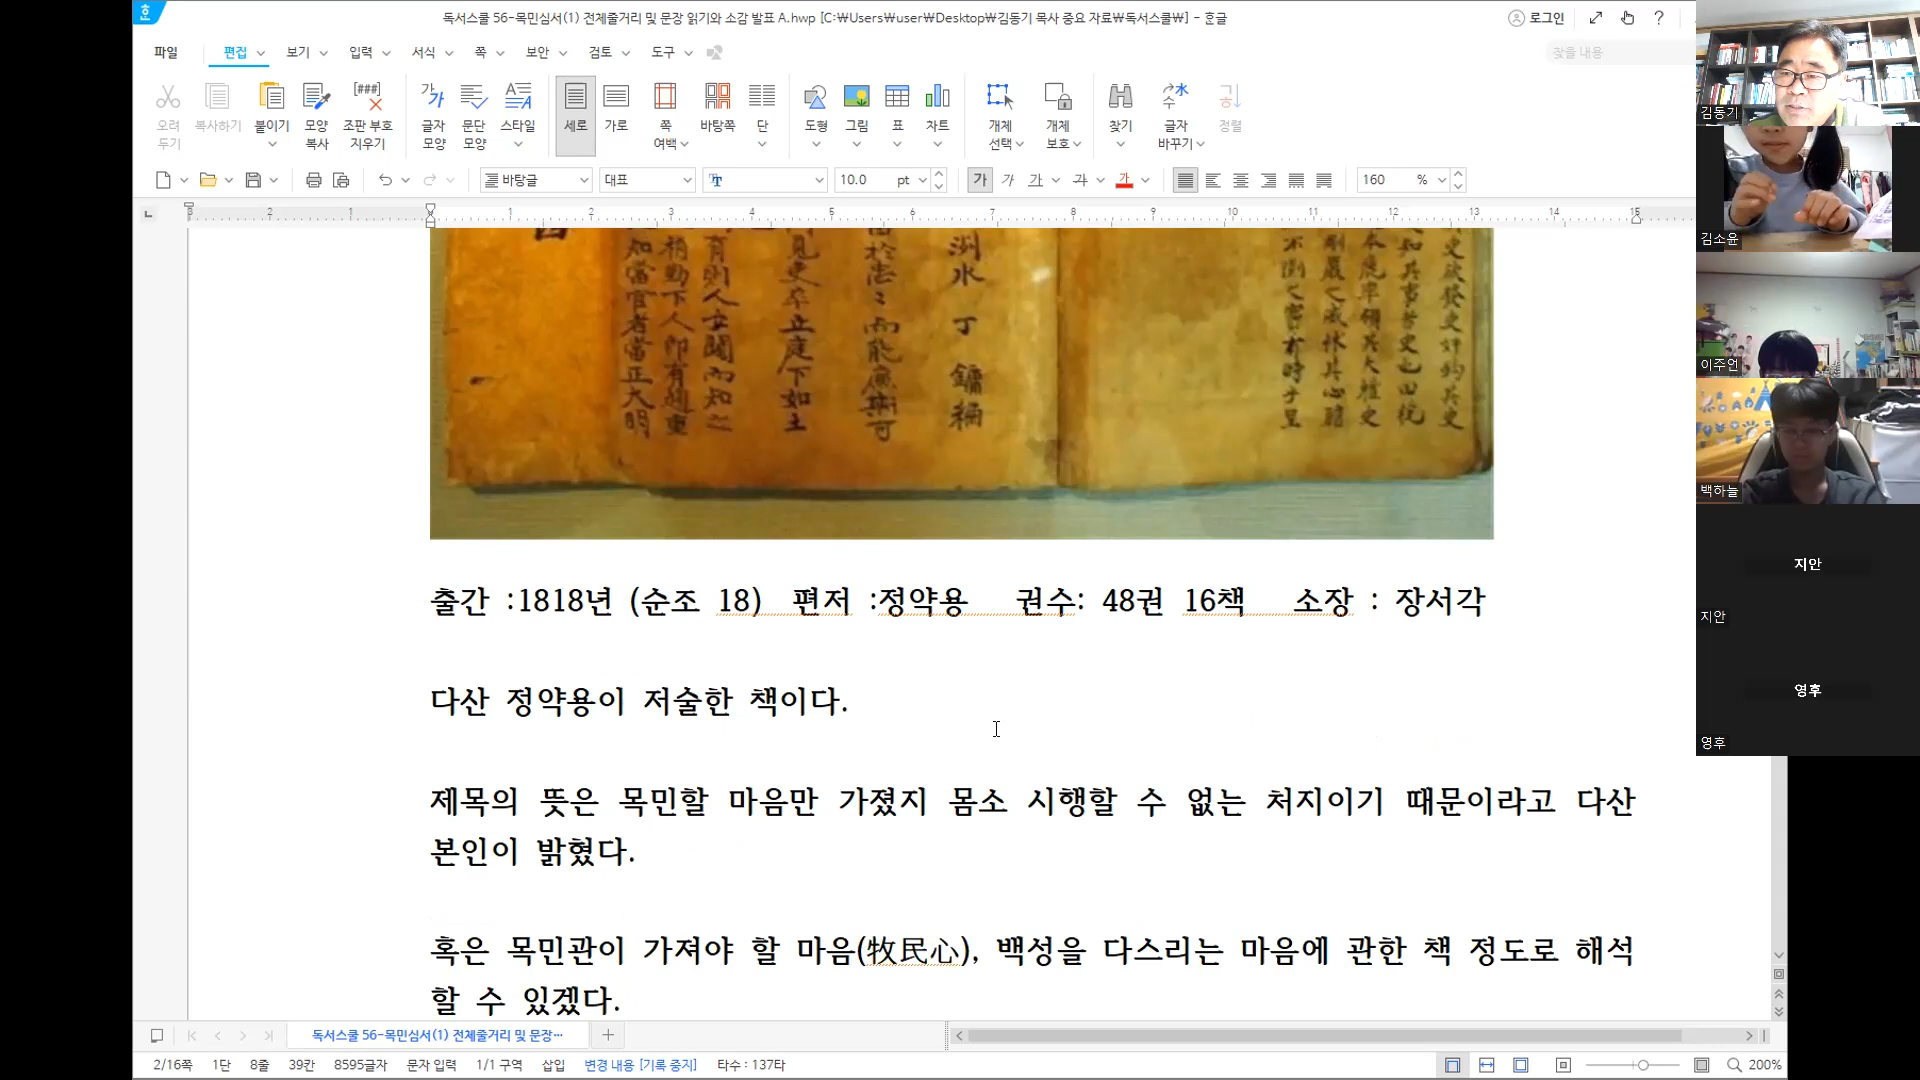 독서스쿨 56-목민심서(1) 전체줄거리 및 문장 읽기와 소감 발표 A.hwp [C:\Users\user\Desktop\김동기 목사 중요 자료\독서스쿨\] - 훈글
로그인
파일 편집 보기 입력 서식 쪽 보안 검토 도구
찾을 내용
오려 두기 복사하기 붙이기 모양 복사 조판 부호 지우기 글자 모양 문단 모양 스타일 세로 가로 쪽 여백 바탕쪽 단 도형 그림 표 차트 개체 선택 개체 보호 찾기 글자 바꾸기 정렬
바탕글 대표 10.0 pt 가 가 가 가 가 160 %
출간 :1818년 (순조 18) 편저 :정약용 권수: 48권 16책 소장 : 장서각
다산 정약용이 저술한 책이다.
제목의 뜻은 목민할 마음만 가졌지 몸소 시행할 수 없는 처지이기 때문이라고 다산
본인이 밝혔다.
혹은 목민관이 가져야 할 마음(牧民心), 백성을 다스리는 마음에 관한 책 정도로 해석
할 수 있겠다.
독서스쿨 56-목민심서(1) 전체줄거리 및 문장…
2/16쪽 1단 8줄 39칸 8595글자 문자 입력 1/1 구역 삽입 변경 내용 [기록 중지] 타수 : 137타
200%
김동기
김소윤
이주언
백하늘
지안
지안
영후
영후